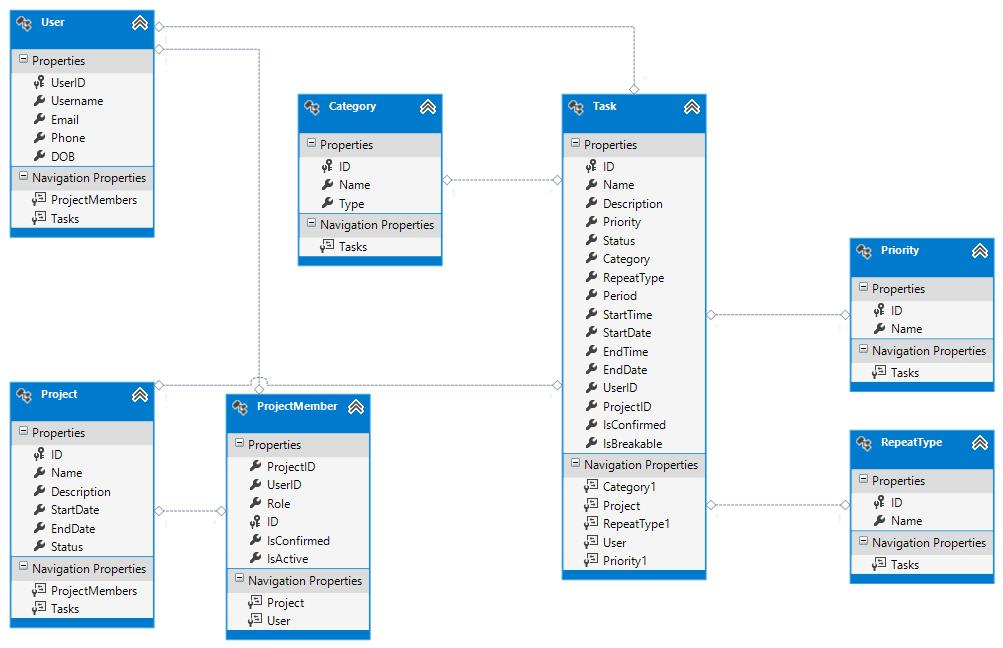 User
Properties
UserID
Username
Email
Phone
DOB
Navigation Properties
ProjectMembers
Tasks
Category
Properties
ID
Name
Type
Navigation Properties
Tasks
Task
Properties
ID
Name
Description
Priority
Status
Category
RepeatType
Period
StartTime
StartDate
EndTime
EndDate
UserID
ProjectID
IsConfirmed
IsBreakable
Navigation Properties
Category1
Project
RepeatType1
User
Priority1
Priority
Properties
ID
Name
Navigation Properties
Tasks
Project
Properties
ID
Name
Description
StartDate
EndDate
Status
Navigation Properties
ProjectMembers
Tasks
ProjectMember
Properties
ProjectID
UserID
Role
ID
IsConfirmed
IsActive
Navigation Properties
Project
User
RepeatType
Properties
ID
Name
Navigation Properties
Tasks